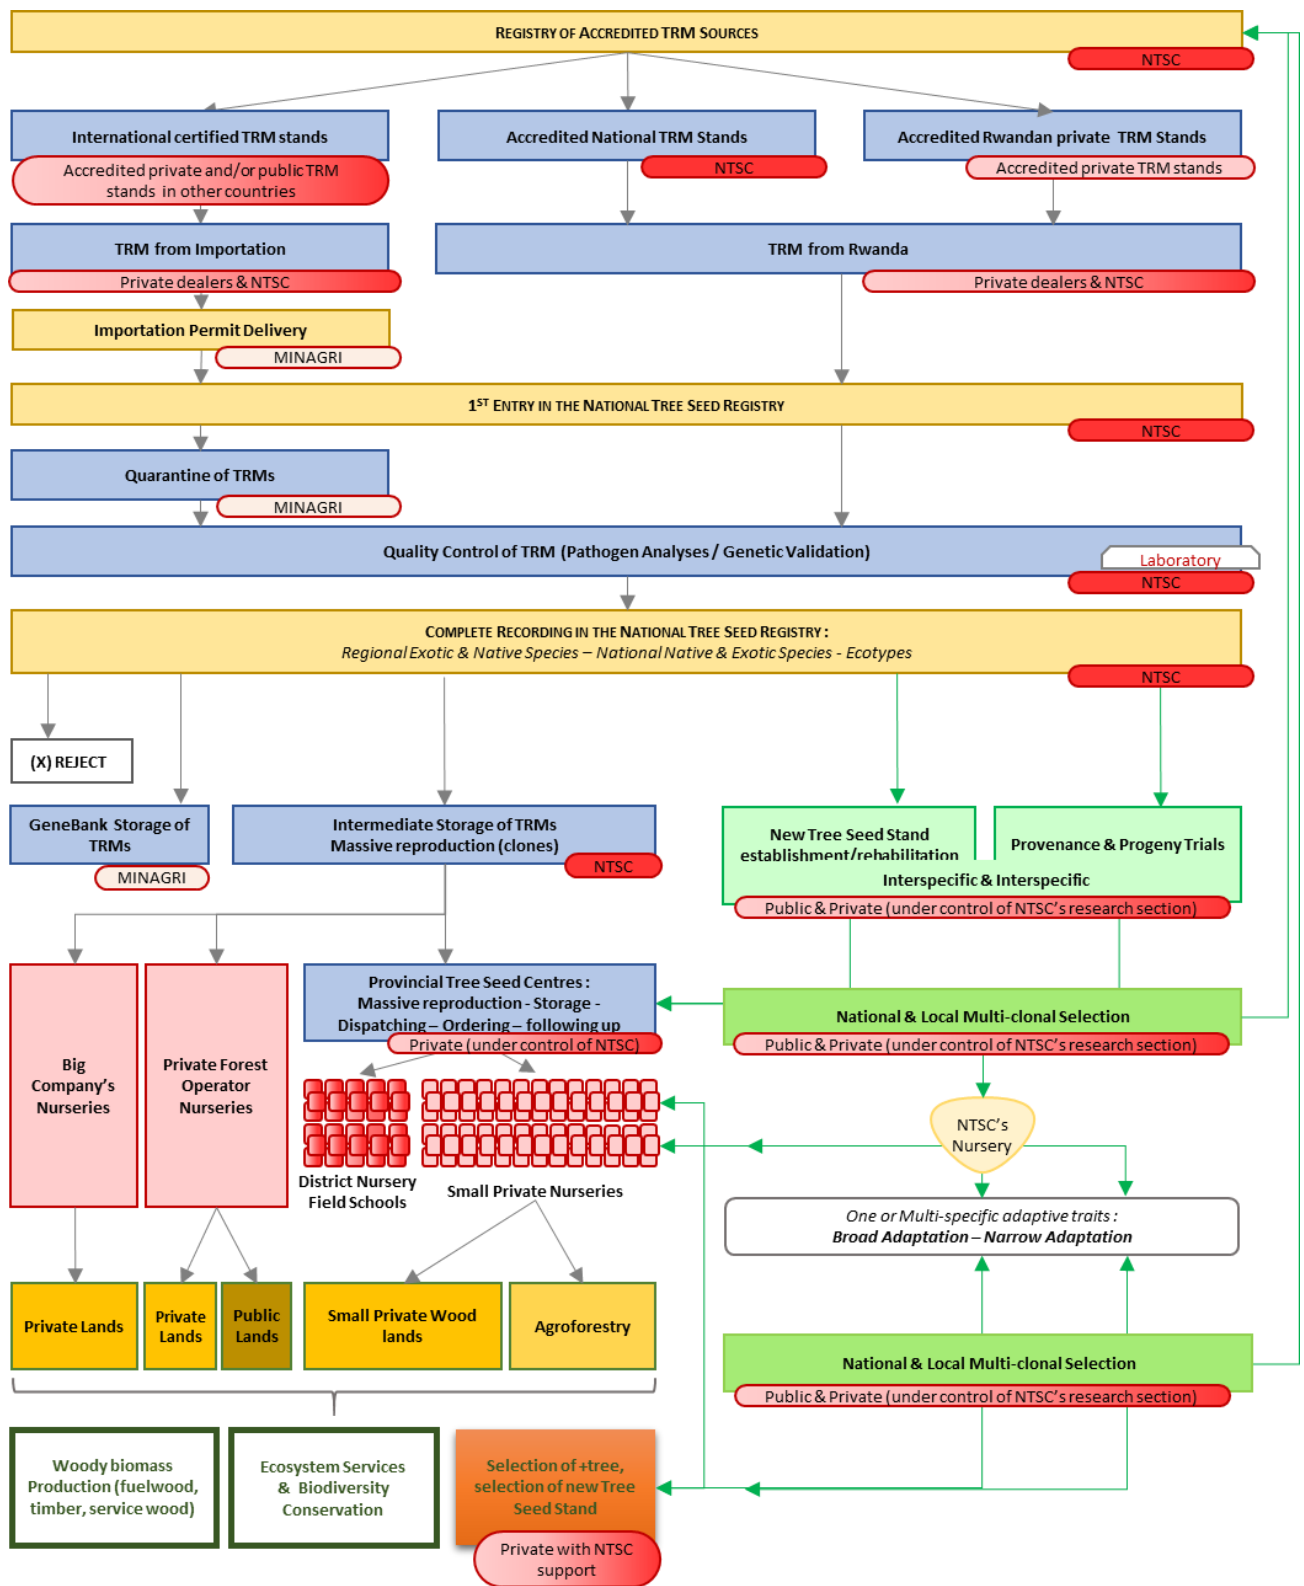 REGISTRY OF ACCREDITED TRM SOURCES
NTSC
International certified TRM stands
Accredited private and/or public TRM
stands in other countries
Accredited National TRM Stands
NTSC
Accredited Rwandan private TRM Stands
Accredited private TRM stands
TRM from Importation
Private dealers & NTSC
TRM from Rwanda
Private dealers & NTSC
Importation Permit Delivery
MINAGRI
1ST ENTRY IN THE NATIONAL TREE SEED REGISTRY
NTSC
Quarantine of TRMs
MINAGRI
Quality Control of TRM (Pathogen Analyses / Genetic Validation)
Laboratory
NTSC
COMPLETE RECORDING IN THE NATIONAL TREE SEED REGISTRY :
Regional Exotic & Native Species – National Native & Exotic Species - Ecotypes
NTSC
(X) REJECT
GeneBank Storage of
TRMs
MINAGRI
Intermediate Storage of TRMs
Massive reproduction (clones)
NTSC
New Tree Seed Stand
establishment/rehabilitation
Provenance & Progeny Trials
Interspecific & Interspecific
Public & Private (under control of NTSC's research section)
Big
Company's
Nurseries
Private Forest
Operator
Nurseries
Provincial Tree Seed Centres :
Massive reproduction - Storage -
Dispatching – Ordering – following up
Private (under control of NTSC)
National & Local Multi-clonal Selection
Public & Private (under control of NTSC's research section)
District Nursery
Field Schools
Small Private Nurseries
NTSC's
Nursery
One or Multi-specific adaptive traits :
Broad Adaptation – Narrow Adaptation
Private Lands
Private
Lands
Public
Lands
Small Private Wood
lands
Agroforestry
National & Local Multi-clonal Selection
Public & Private (under control of NTSC's research section)
Woody biomass
Production (fuelwood,
timber, service wood)
Ecosystem Services
& Biodiversity
Conservation
Selection of +tree,
selection of new Tree
Seed Stand
Private with NTSC
support